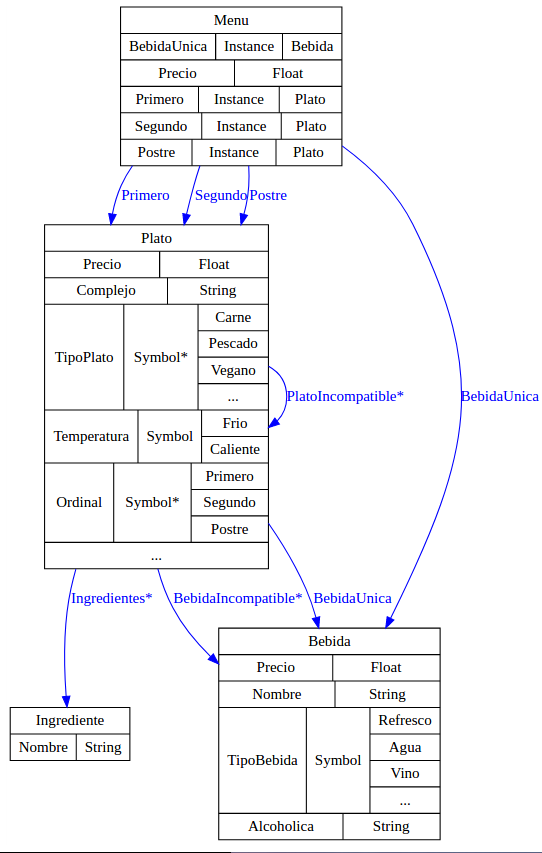 Menu
BebidaUnica Instance Bebida
Precio Float
Primero Instance Plato
Segundo Instance Plato
Postre Instance Plato
Primero Segundo Postre
Plato
Precio Float
Complejo String
TipoPlato Symbol* Carne
Pescado
Vegano
...
PlatoIncompatible* BebidaUnica
Temperatura Symbol Frio
Caliente
Ordinal Symbol* Primero
Segundo
Postre
...
Ingredientes* BebidaIncompatible* BebidaUnica
Bebida
Precio Float
Nombre String
TipoBebida Symbol Refresco
Agua
Vino
...
Alcoholica String
Ingrediente
Nombre String